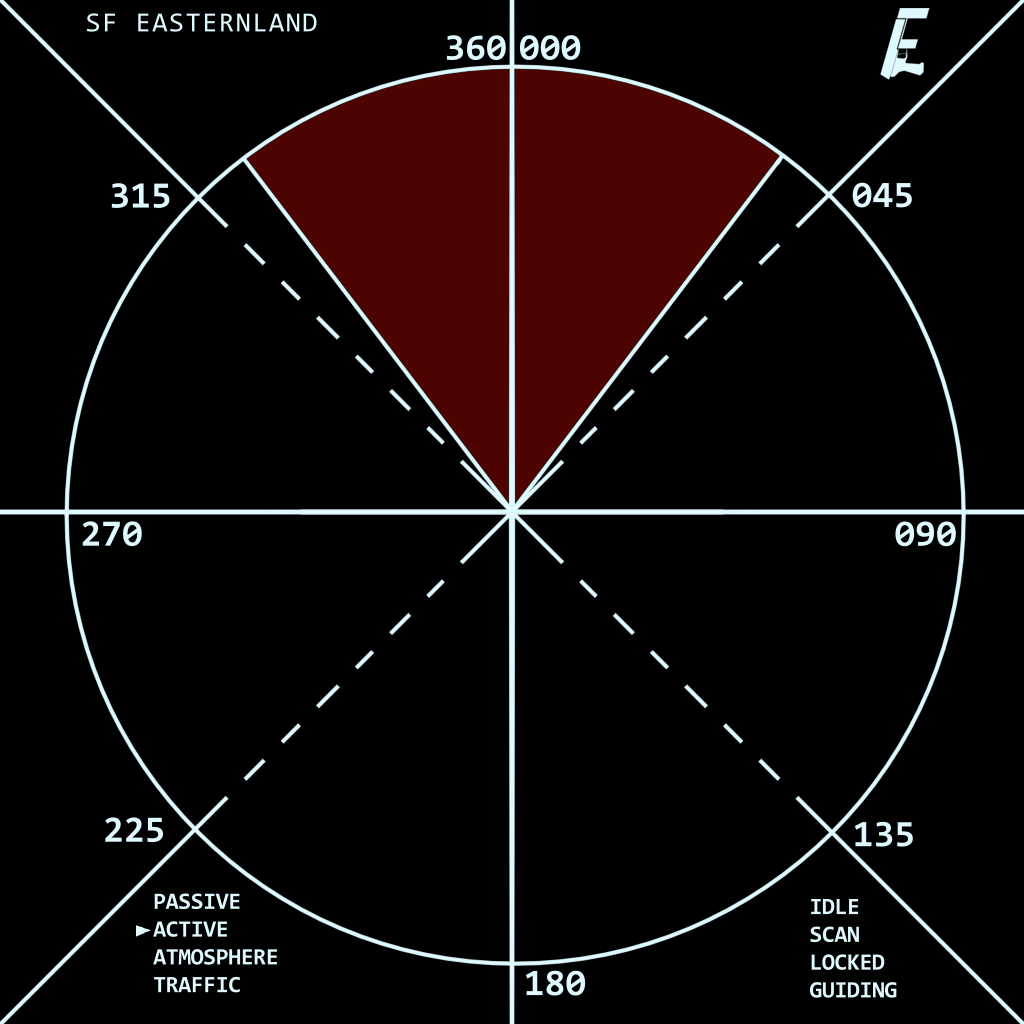 SF EASTERNLAND
360 000
315
045
270
090
225
135
PASSIVE
►ACTIVE
ATMOSPHERE
TRAFFIC
IDLE
SCAN
LOCKED
GUIDING
180